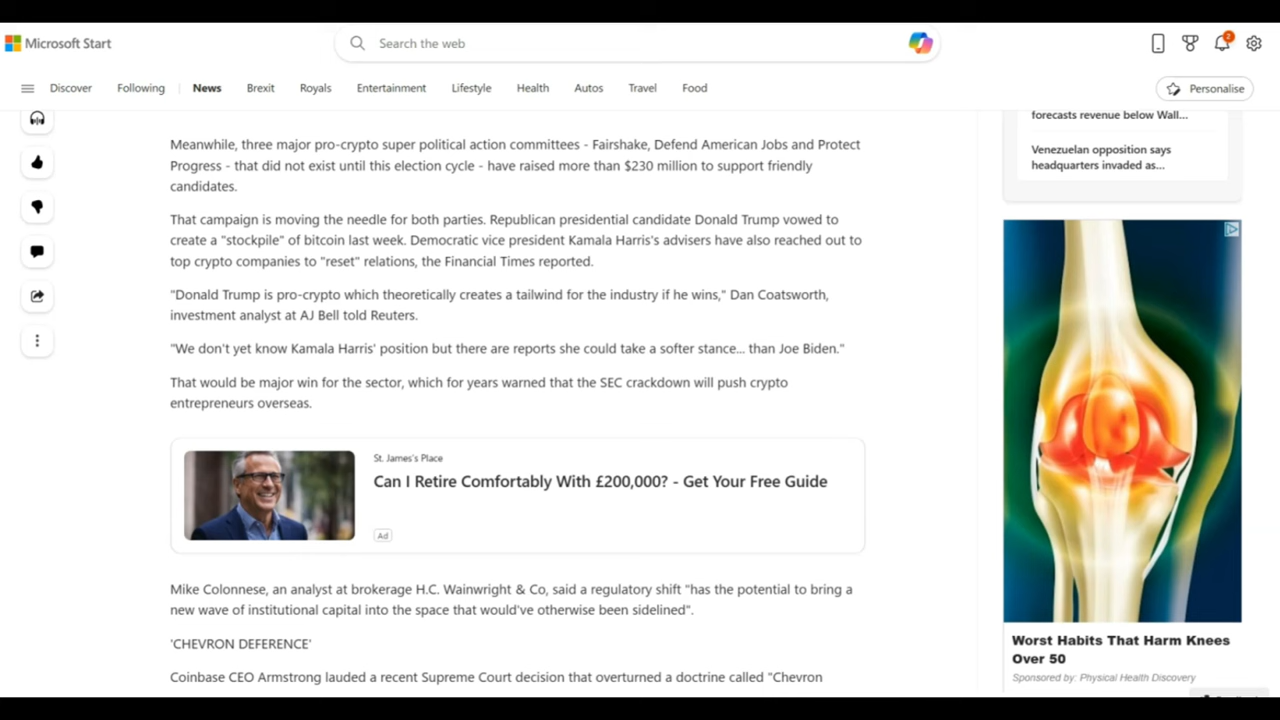 Microsoft Start
Search the web
2
Discover
Following
News
Brexit
Royals
Entertainment
Lifestyle
Health
Autos
Travel
Food
Personalise
Meanwhile, three major pro-crypto super political action committees - Fairshake, Defend American Jobs and Protect
Progress - that did not exist until this election cycle - have raised more than $230 million to support friendly
candidates.
That campaign is moving the needle for both parties. Republican presidential candidate Donald Trump vowed to
create a "stockpile" of bitcoin last week. Democratic vice president Kamala Harris's advisers have also reached out to
top crypto companies to "reset" relations, the Financial Times reported.
"Donald Trump is pro-crypto which theoretically creates a tailwind for the industry if he wins," Dan Coatsworth,
investment analyst at AJ Bell told Reuters.
"We don't yet know Kamala Harris' position but there are reports she could take a softer stance... than Joe Biden."
That would be major win for the sector, which for years warned that the SEC crackdown will push crypto
entrepreneurs overseas.
St. James's Place
Can I Retire Comfortably With £200,000? - Get Your Free Guide
Ad
Mike Colonnese, an analyst at brokerage H.C. Wainwright & Co, said a regulatory shift "has the potential to bring a
new wave of institutional capital into the space that would've otherwise been sidelined".
'CHEVRON DEFERENCE'
Coinbase CEO Armstrong lauded a recent Supreme Court decision that overturned a doctrine called "Chevron
forecasts revenue below Wall...
Venezuelan opposition says
headquarters invaded as...
Worst Habits That Harm Knees
Over 50
Sponsored by: Physical Health Discovery